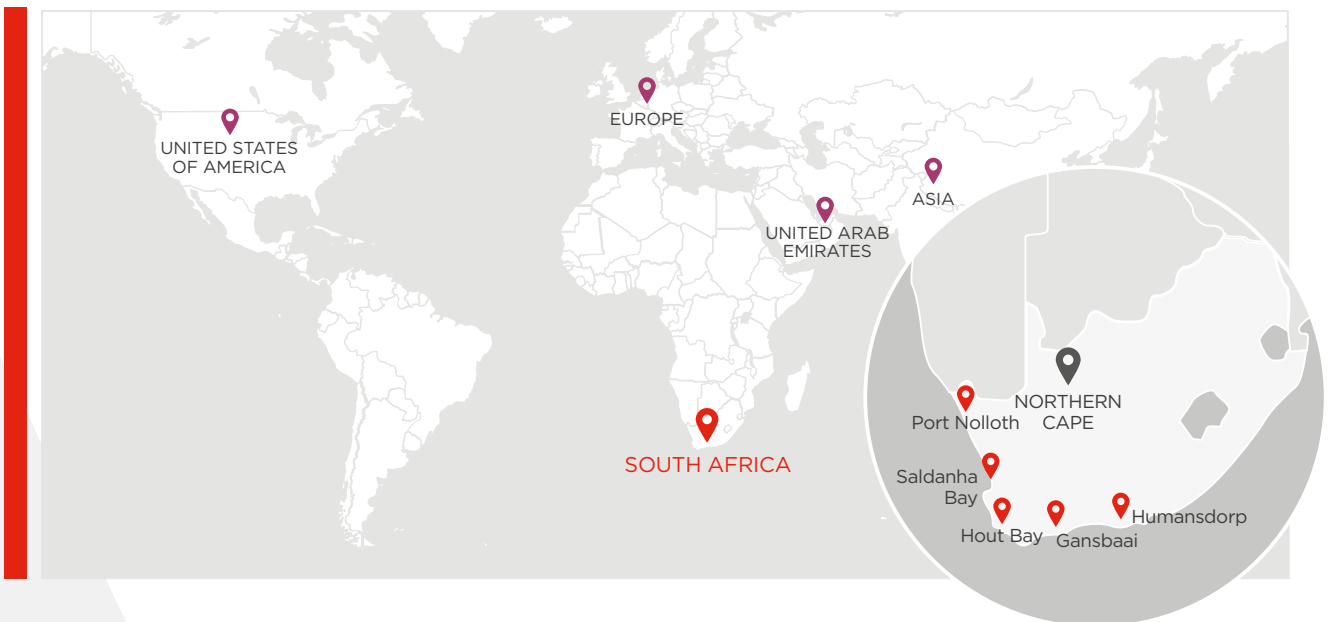 EUROPE
UNITED STATES
OF AMERICA
ASIA
UNITED ARAB
EMIRATES
SOUTH AFRICA
NORTHERN
CAPE
Port Nolloth
Saldanha
Bay
Hout Bay
Gansbaai
Humansdorp